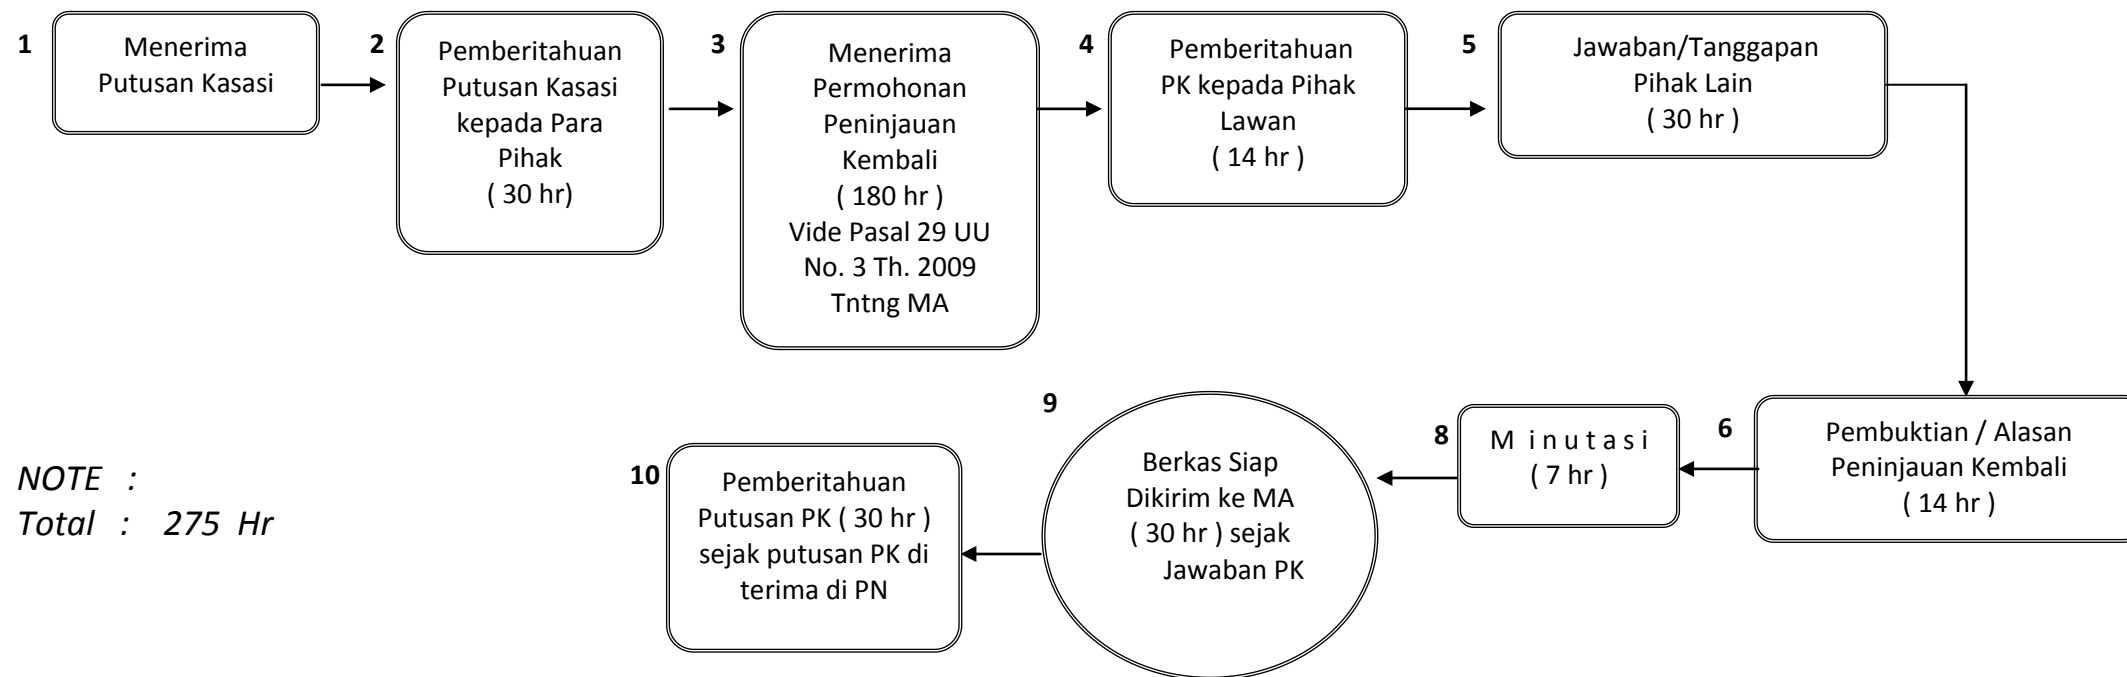 1
Menerima
Putusan Kasasi
2
Pemberitahuan
Putusan Kasasi
kepada Para
Pihak
( 30 hr)
3
Menerima
Permohonan
Peninjauan
Kembali
( 180 hr )
Vide Pasal 29 UU
No. 3 Th. 2009
Tntng MA
4
Pemberitahuan
PK kepada Pihak
Lawan
( 14 hr )
5
Jawaban/Tanggapan
Pihak Lain
( 30 hr )
6
Pembuktian / Alasan
Peninjauan Kembali
( 14 hr )
8
M i n u t a s i
( 7 hr )
9
Berkas Siap
Dikirim ke MA
( 30 hr ) sejak
Jawaban PK
10
Pemberitahuan
Putusan PK ( 30 hr )
sejak putusan PK di
terima di PN
NOTE :
Total : 275 Hr